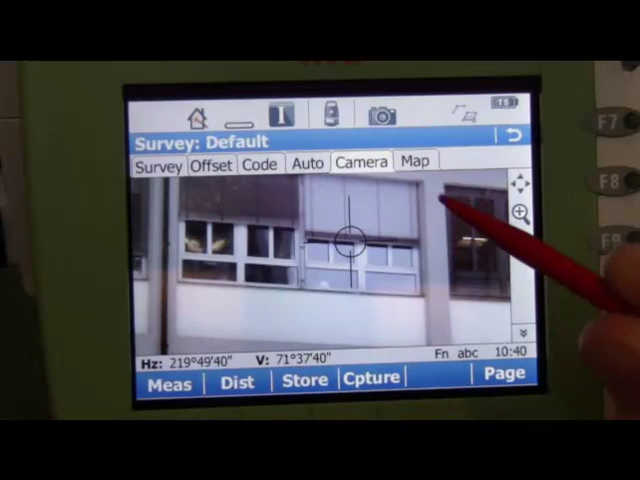 I TS
F7
Survey: Default
Survey Offset Code Auto Camera Map
F8
F9
Hz: 219°49'40" V: 71°37'40" Fn abc 10:40
Meas Dist Store Cpture Page